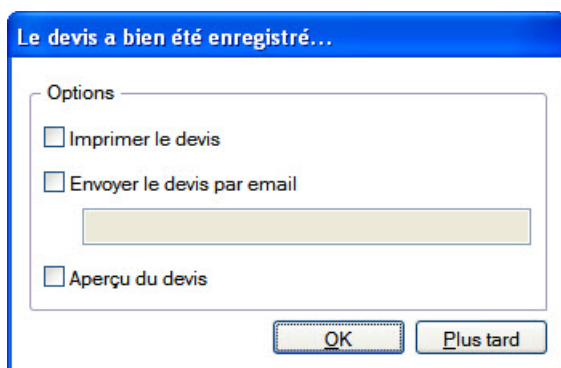 Le devis a bien été enregistré...
Options
Imprimer le devis
Envoyer le devis par email
Aperçu du devis
OK Plus tard